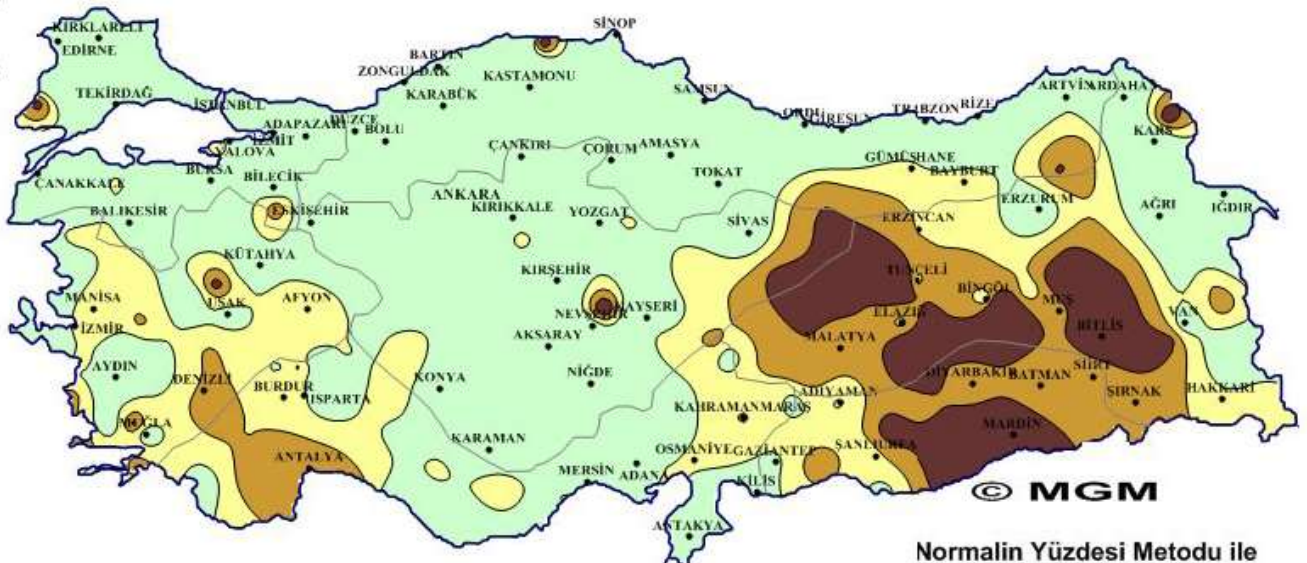 SİNOP
KIRKLARELİ
EDİRNE
BARTIN
ZONGULDAK
KASTAMONU
TEKİRDAĞ
İSTANBUL
KARABÜK
SAMSUN
ARTVİN
ARDAHAN
ORDU
GİRESUN
TRABZON
RİZE
ADAPAZARI
DÜZCE
BOLU
İZMİT
YALOVA
KARS
ÇANKIRI
ÇORUM
AMASYA
GÜMÜŞHANE
BAYBURT
ÇANAKKALE
BURSA
BİLECİK
ANKARA
TOKAT
BALIKESİR
ESKİŞEHİR
KIRIKKALE
YOZGAT
SİVAS
ERZİNCAN
ERZURUM
AĞRI
IĞDIR
KÜTAHYA
KIRŞEHİR
TUNÇELİ
BİNGÖL
MUŞ
MANİSA
UŞAK
AFYON
NEVŞEHİR
KAYSERİ
ELAZIĞ
VAN
İZMİR
AKSARAY
MALATYA
BİTLİS
AYDIN
DENİZLİ
BURDUR
ISPARTA
KONYA
NİĞDE
ADIYAMAN
DİYARBAKIR
BATMAN
SİİRT
ŞIRNAK
HAKKARİ
MUĞLA
KAHRAMANMARAŞ
MARDİN
ANTALYA
KARAMAN
MERSİN
ADANA
OSMANİYE
GAZİANTEP
ŞANLIURFA
KİLİS
ANTAKYA
© MGM
Normalin Yüzdesi Metodu ile